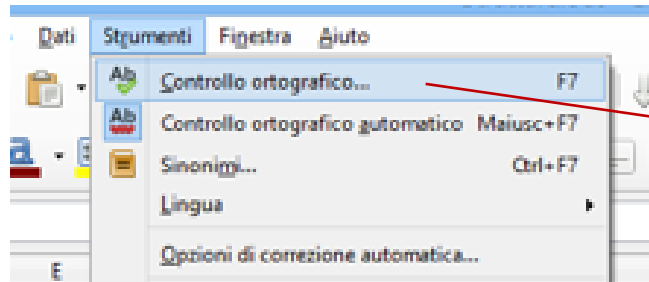 Dati Strumenti Finestra Aiuto
Controllo ortografico... F7
Controllo ortografico automatico Maiusc+F7
Sinonimi... Ctrl+F7
Lingua
Opzioni di correzione automatica...
E